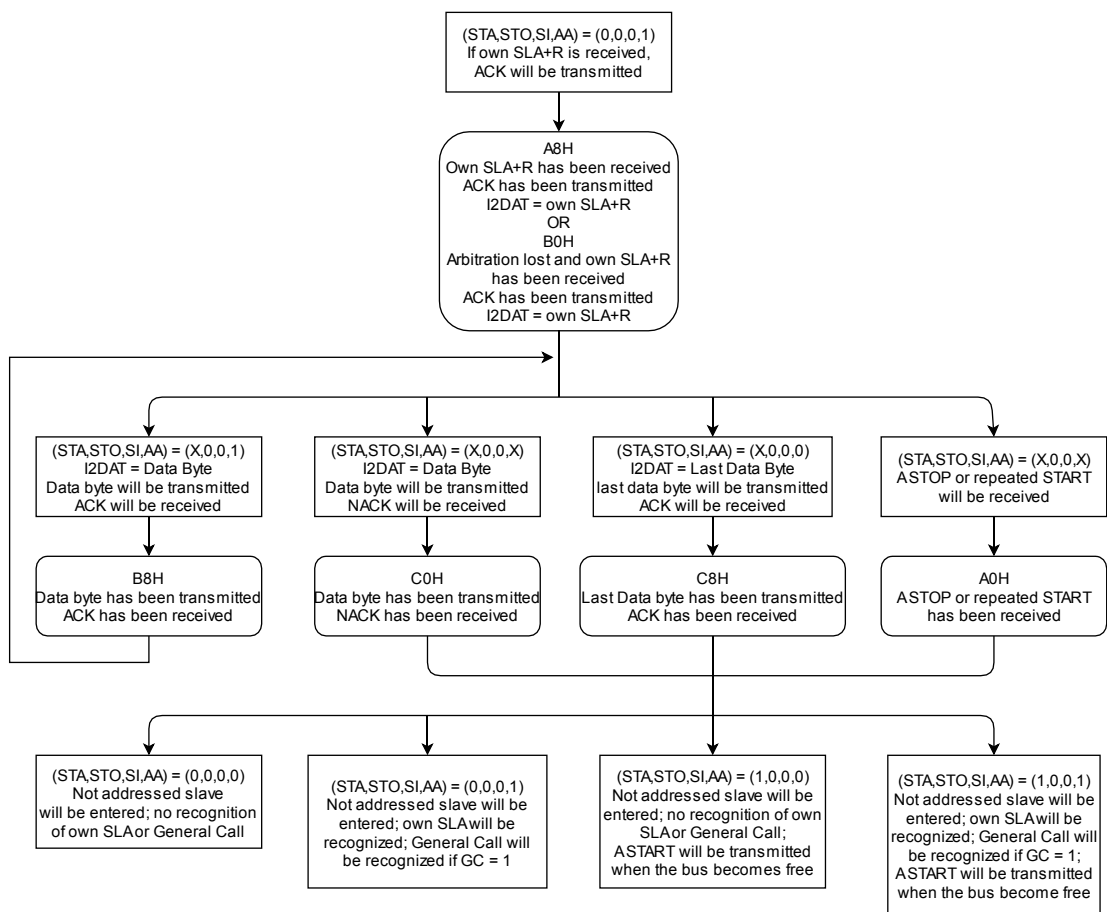 (STA,STO,SI,AA) = (0,0,0,1)
If own SLA+R is received,
ACK will be transmitted
A8H
Own SLA+R has been received
ACK has been transmitted
I2DAT = own SLA+R
OR
B0H
Arbitration lost and own SLA+R
has been received
ACK has been transmitted
I2DAT = own SLA+R
(STA,STO,SI,AA) = (X,0,0,1)
I2DAT = Data Byte
Data byte will be transmitted
ACK will be received
(STA,STO,SI,AA) = (X,0,0,X)
I2DAT = Data Byte
Data byte will be transmitted
NACK will be received
(STA,STO,SI,AA) = (X,0,0,0)
I2DAT = Last Data Byte
last data byte will be transmitted
ACK will be received
(STA,STO,SI,AA) = (X,0,0,X)
A STOP or repeated START
will be received
B8H
Data byte has been transmitted
ACK has been received
C0H
Data byte has been transmitted
NACK has been received
C8H
Last Data byte has been transmitted
ACK has been received
A0H
A STOP or repeated START
has been received
(STA,STO,SI,AA) = (0,0,0,0)
Not addressed slave
will be entered; no recognition
of own SLA or General Call
(STA,STO,SI,AA) = (0,0,0,1)
Not addressed slave will be
entered; own SLA will be
recognized; General Call will
be recognized if GC = 1
(STA,STO,SI,AA) = (1,0,0,0)
Not addressed slave will be
entered; no recognition of own
SLA or General Call;
A START will be transmitted
when the bus becomes free
(STA,STO,SI,AA) = (1,0,0,1)
Not addressed slave will be
entered; own SLA will be
recognized; General Call will
be recognized if GC = 1;
A START will be transmitted
when the bus become free